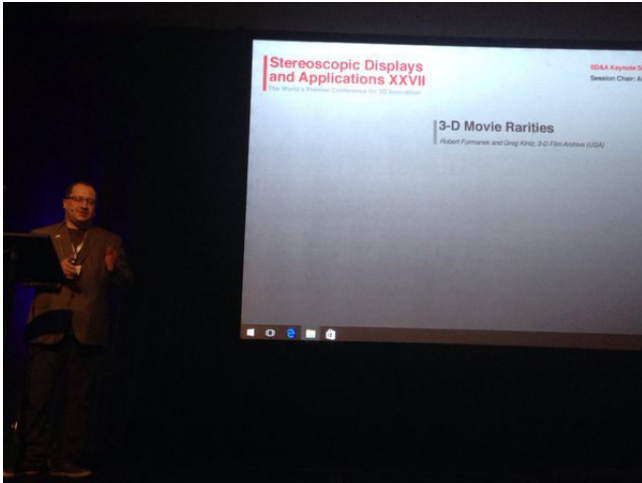 Stereoscopic Displays
and Applications XXVII
The World's Premier Conference for 3D Innovation
SD&A Keynote S
Session Chair: A
3-D Movie Rarities
Robert Furmanek and Greg Kintz, 3-D Film Archive (USA)